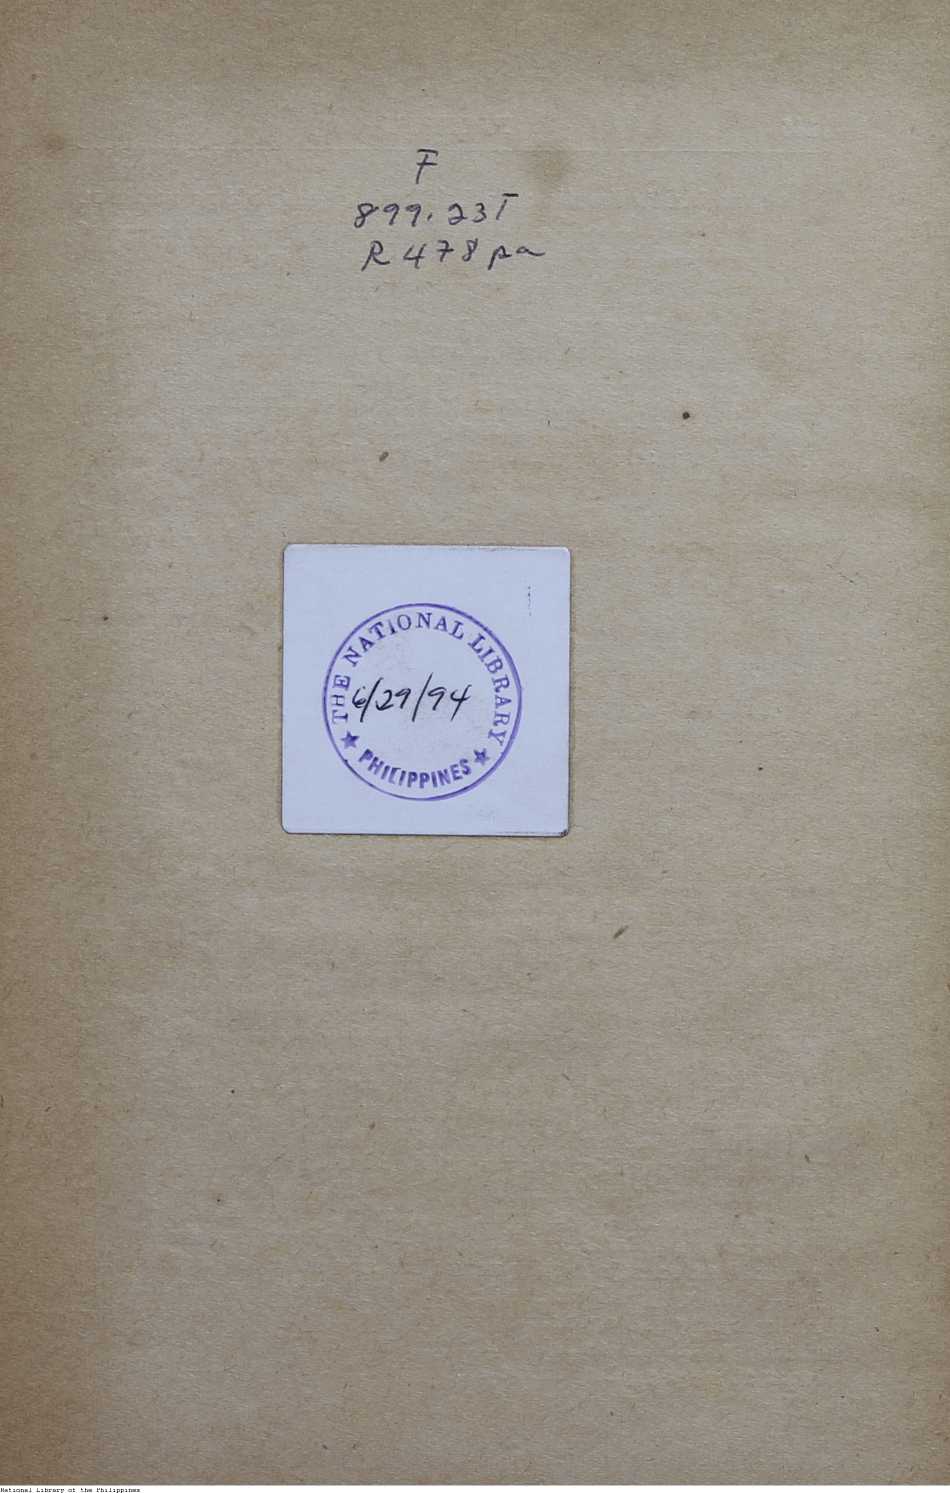 F
899.23T
R478pa
THE NATIONAL LIBRARY
6/29/94
★ PHILIPPINES ★
National Library of the Philippines